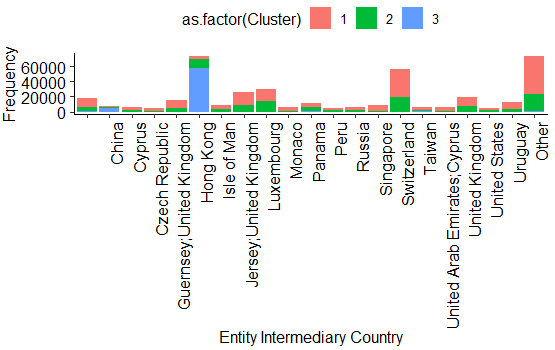 as.factor(Cluster) 1 2 3
Frequency
60000
40000
20000
0
China
Cyprus
Czech Republic
Guernsey;United Kingdom
Hong Kong
Isle of Man
Jersey;United Kingdom
Luxembourg
Monaco
Panama
Peru
Russia
Singapore
Switzerland
Taiwan
United Arab Emirates;Cyprus
United Kingdom
United States
Uruguay
Other
Entity Intermediary Country